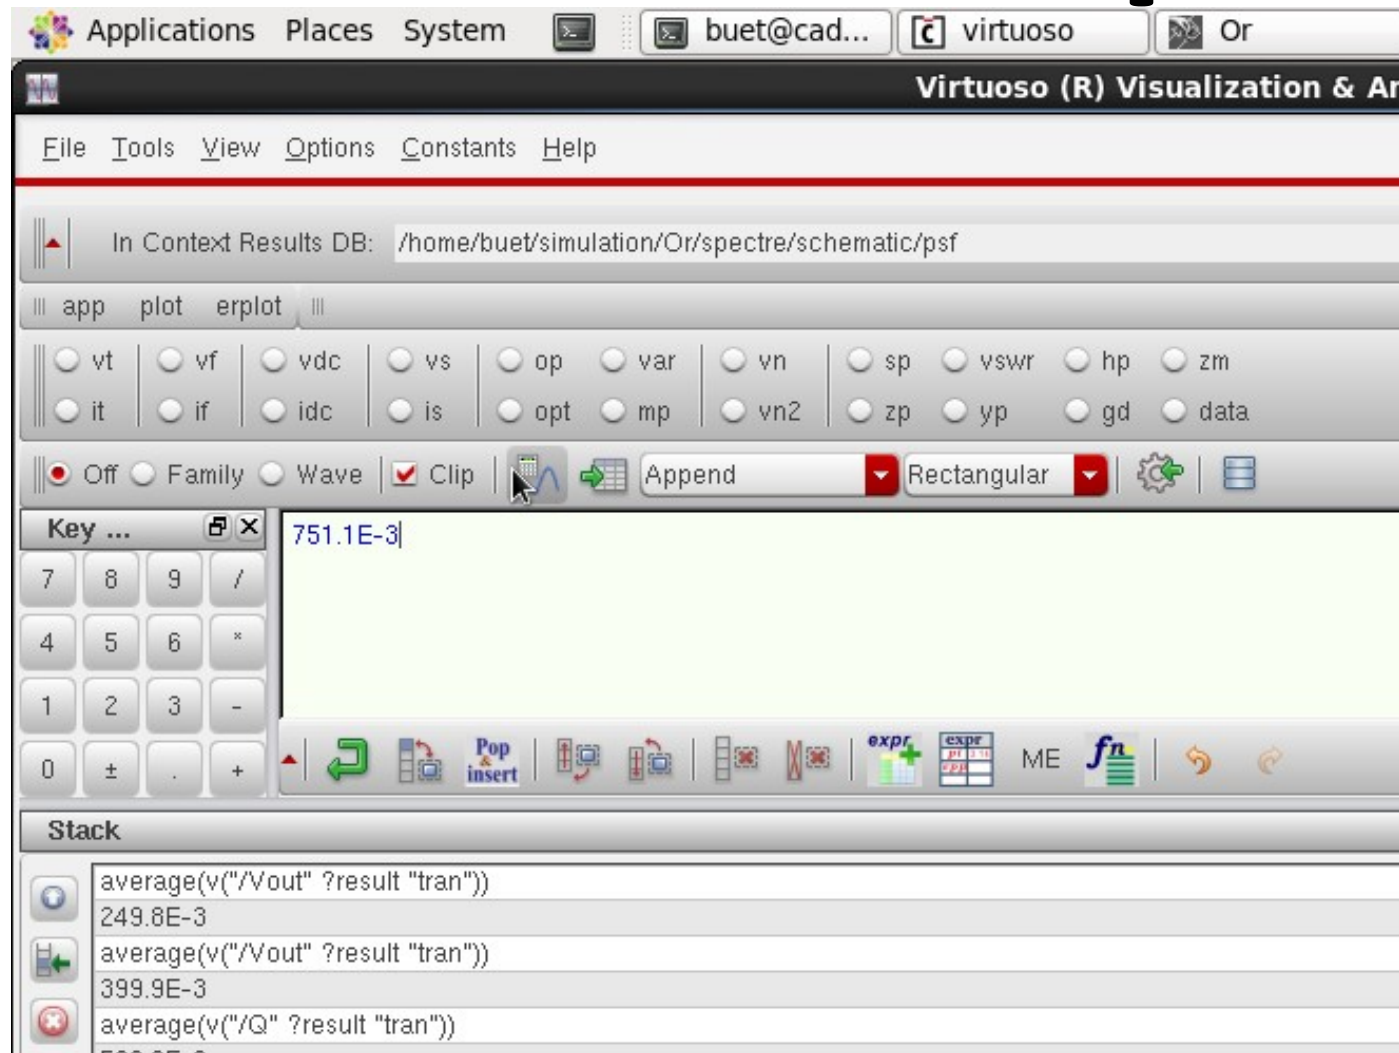 Applications Places System buet@cad... virtuoso Or
Virtuoso (R) Visualization & Ar
File Tools View Options Constants Help
In Context Results DB: /home/buet/simulation/Or/spectre/schematic/psf
app plot erplot
vt vf vdc vs op var vn sp vswr hp zm
it if idc is opt mp vn2 zp yp gd data
Off Family Wave Clip Append Rectangular
Key ...
751.1E-3
7 8 9 /
4 5 6 *
1 2 3 -
0 ± . +
Pop & insert expr expr ME fn
Stack
average(v("/Vout" ?result "tran"))
249.8E-3
average(v("/Vout" ?result "tran"))
399.9E-3
average(v("/Q" ?result "tran"))